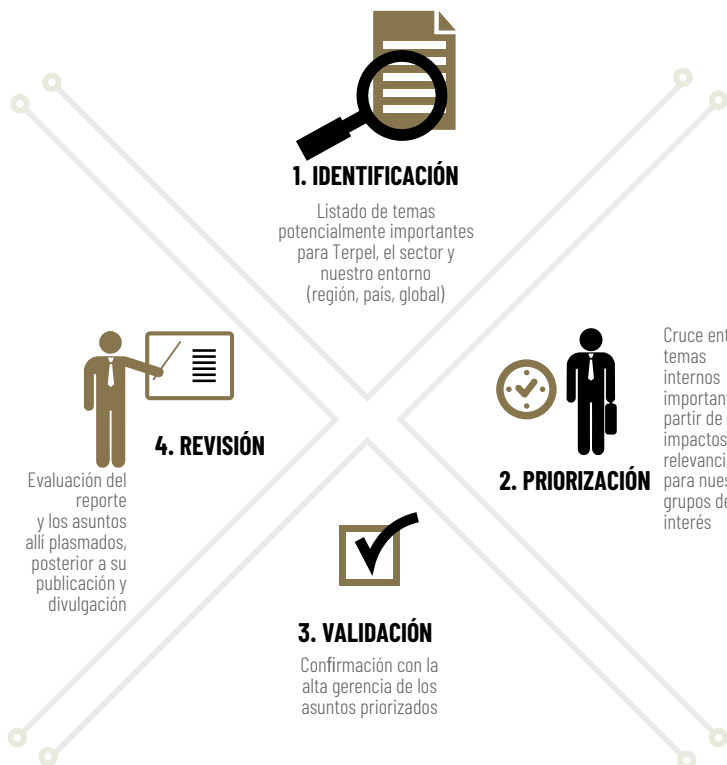 1. IDENTIFICACIÓN
Listado de temas
potencialmente importantes
para Terpel, el sector y
nuestro entorno
(región, país, global)
2. PRIORIZACIÓN
Cruce
temas
internos
partir de
impactos
para
grupos
interés
3. VALIDACIÓN
Confirmación con la
alta gerencia de los
asuntos priorizados
4. REVISIÓN
Evaluación del
reporte
y los asuntos
allí plasmados,
posterior a su
publicación y
divulgación